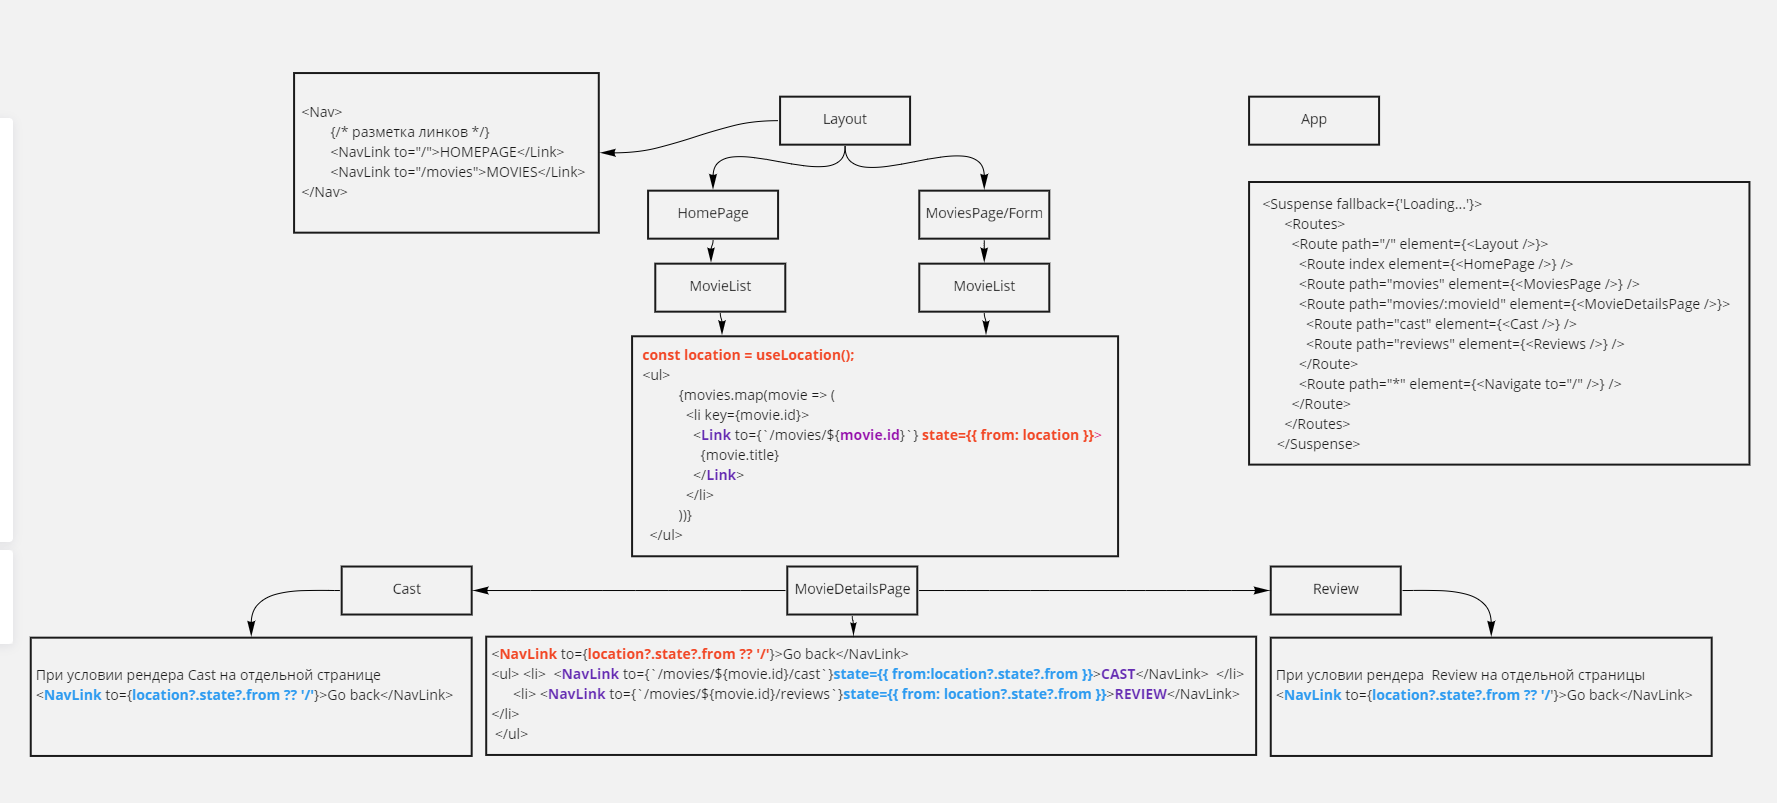 <Nav>
{/* разметка линков */}
<NavLink to="/">HOMEPAGE</Link>
<NavLink to="/movies">MOVIES</Link>
</Nav>
Layout
App
HomePage
MoviesPage/Form
MovieList
MovieList
<Suspense fallback={'Loading...'}>
<Routes>
<Route path="/" element={<Layout />}>
<Route index element={<HomePage />} />
<Route path="movies" element={<MoviesPage />} />
<Route path="movies/:movieId" element={<MovieDetailsPage />}>
<Route path="cast" element={<Cast />} />
<Route path="reviews" element={<Reviews />} />
</Route>
<Route path="*" element={<Navigate to="/" />} />
</Route>
</Routes>
</Suspense>
const location = useLocation();
<ul>
{movies.map(movie => (
<li key={movie.id}>
<Link to={`/movies/${movie.id}`} state={{ from: location }}>
{movie.title}
</Link>
</li>
))}
</ul>
Cast
MovieDetailsPage
Review
При условии рендера Cast на отдельной странице
<NavLink to={location?.state?.from ?? '/'}>Go back</NavLink>
<NavLink to={location?.state?.from ?? '/'}>Go back</NavLink>
<ul> <li> <NavLink to={`/movies/${movie.id}/cast`}state={{ from:location?.state?.from }}>CAST</NavLink> </li>
<li> <NavLink to={`/movies/${movie.id}/reviews`}state={{ from: location?.state?.from }}>REVIEW</NavLink>
</li>
</ul>
При условии рендера Review на отдельной страницы
<NavLink to={location?.state?.from ?? '/'}>Go back</NavLink>